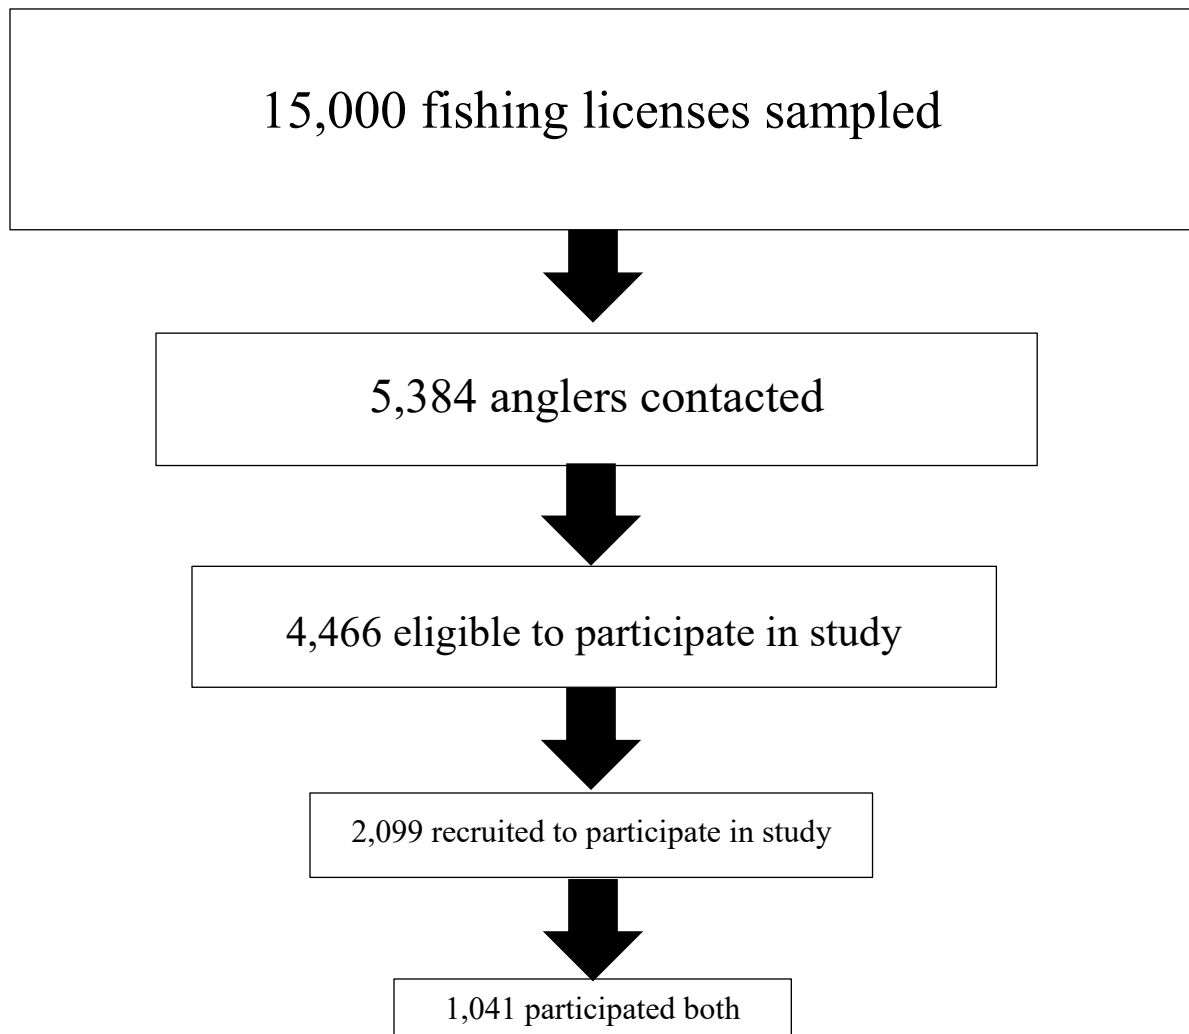 15,000 fishing licenses sampled
5,384 anglers contacted
4,466 eligible to participate in study
2,099 recruited to participate in study
1,041 participated both